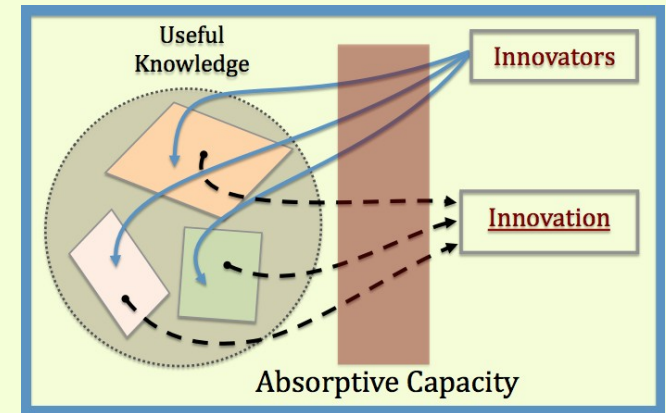 Useful
Knowledge
Innovators
Innovation
Absorptive Capacity